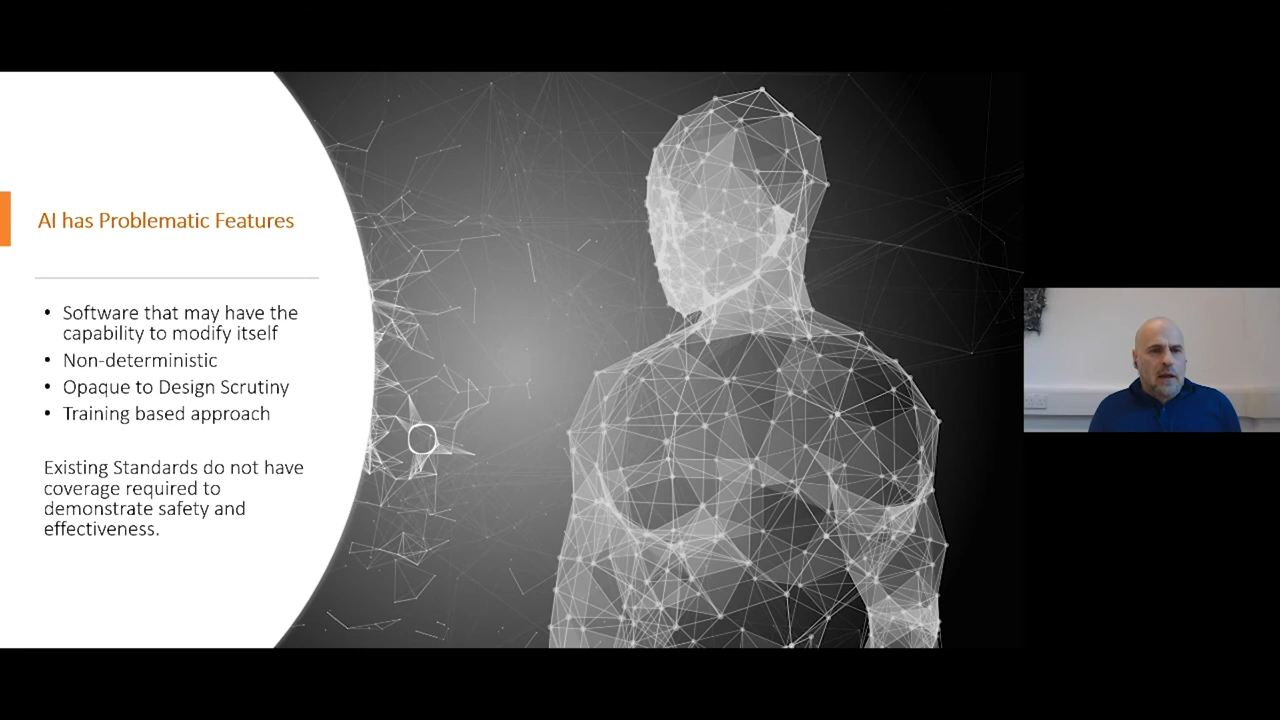 AI has Problematic Features
• Software that may have the
capability to modify itself
• Non-deterministic
• Opaque to Design Scrutiny
• Training based approach
Existing Standards do not have
coverage required to
demonstrate safety and
effectiveness.